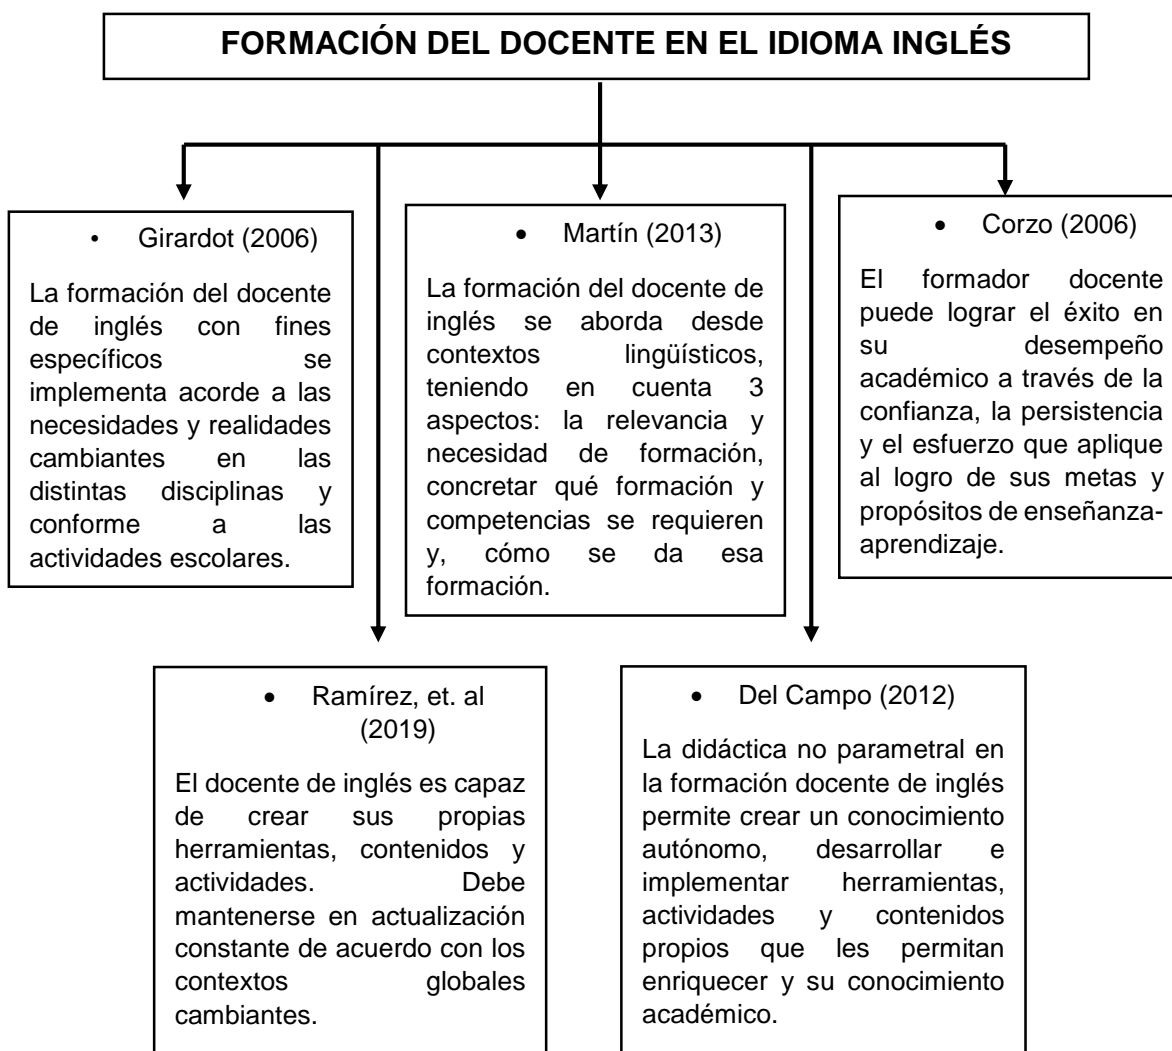 FORMACIÓN DEL DOCENTE EN EL IDIOMA INGLÉS
• Girardot (2006)
La formación del docente
de inglés con fines
específicos se
implementa acorde a las
necesidades y realidades
cambiantes en las
distintas disciplinas y
conforme a las
actividades escolares.
• Martín (2013)
La formación del docente de
inglés se aborda desde
contextos lingüísticos,
teniendo en cuenta 3
aspectos: la relevancia y
necesidad de formación,
concretar qué formación y
competencias se requieren
y, cómo se da esa
formación.
• Corzo (2006)
El formador docente
puede lograr el éxito en
su desempeño
académico a través de la
confianza, la persistencia
y el esfuerzo que aplique
al logro de sus metas y
propósitos de enseñanza-
aprendizaje.
• Ramírez, et. al
(2019)
El docente de inglés es capaz
de crear sus propias
herramientas, contenidos y
actividades. Debe
mantenerse en actualización
constante de acuerdo con los
contextos globales
cambiantes.
• Del Campo (2012)
La didáctica no parametral en
la formación docente de inglés
permite crear un conocimiento
autónomo, desarrollar e
implementar herramientas,
actividades y contenidos
propios que les permitan
enriquecer y su conocimiento
académico.